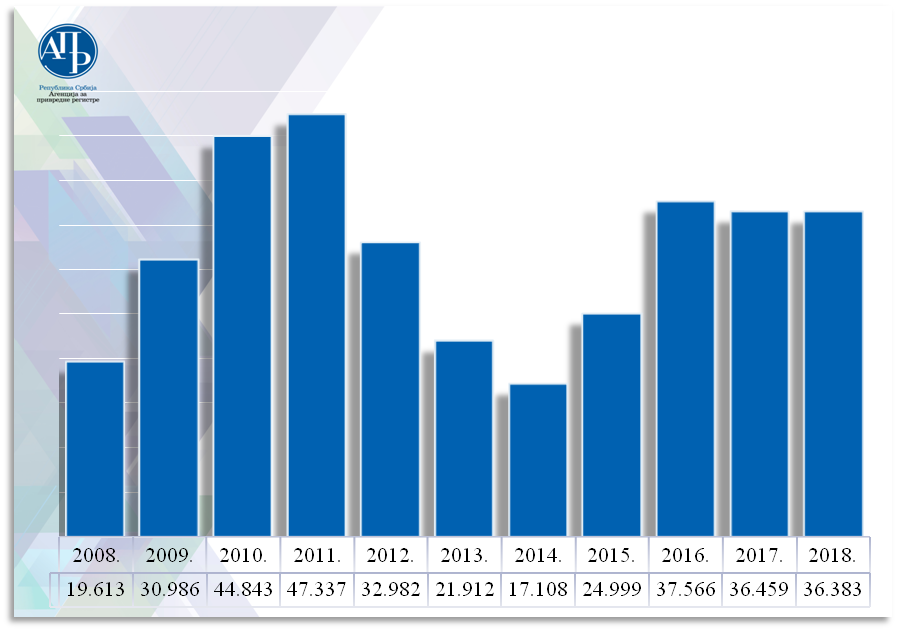 АПР
Република Србија
Агенција за
привредне регистре
2008. 2009. 2010. 2011. 2012. 2013. 2014. 2015. 2016. 2017. 2018.
19.613 30.986 44.843 47.337 32.982 21.912 17.108 24.999 37.566 36.459 36.383